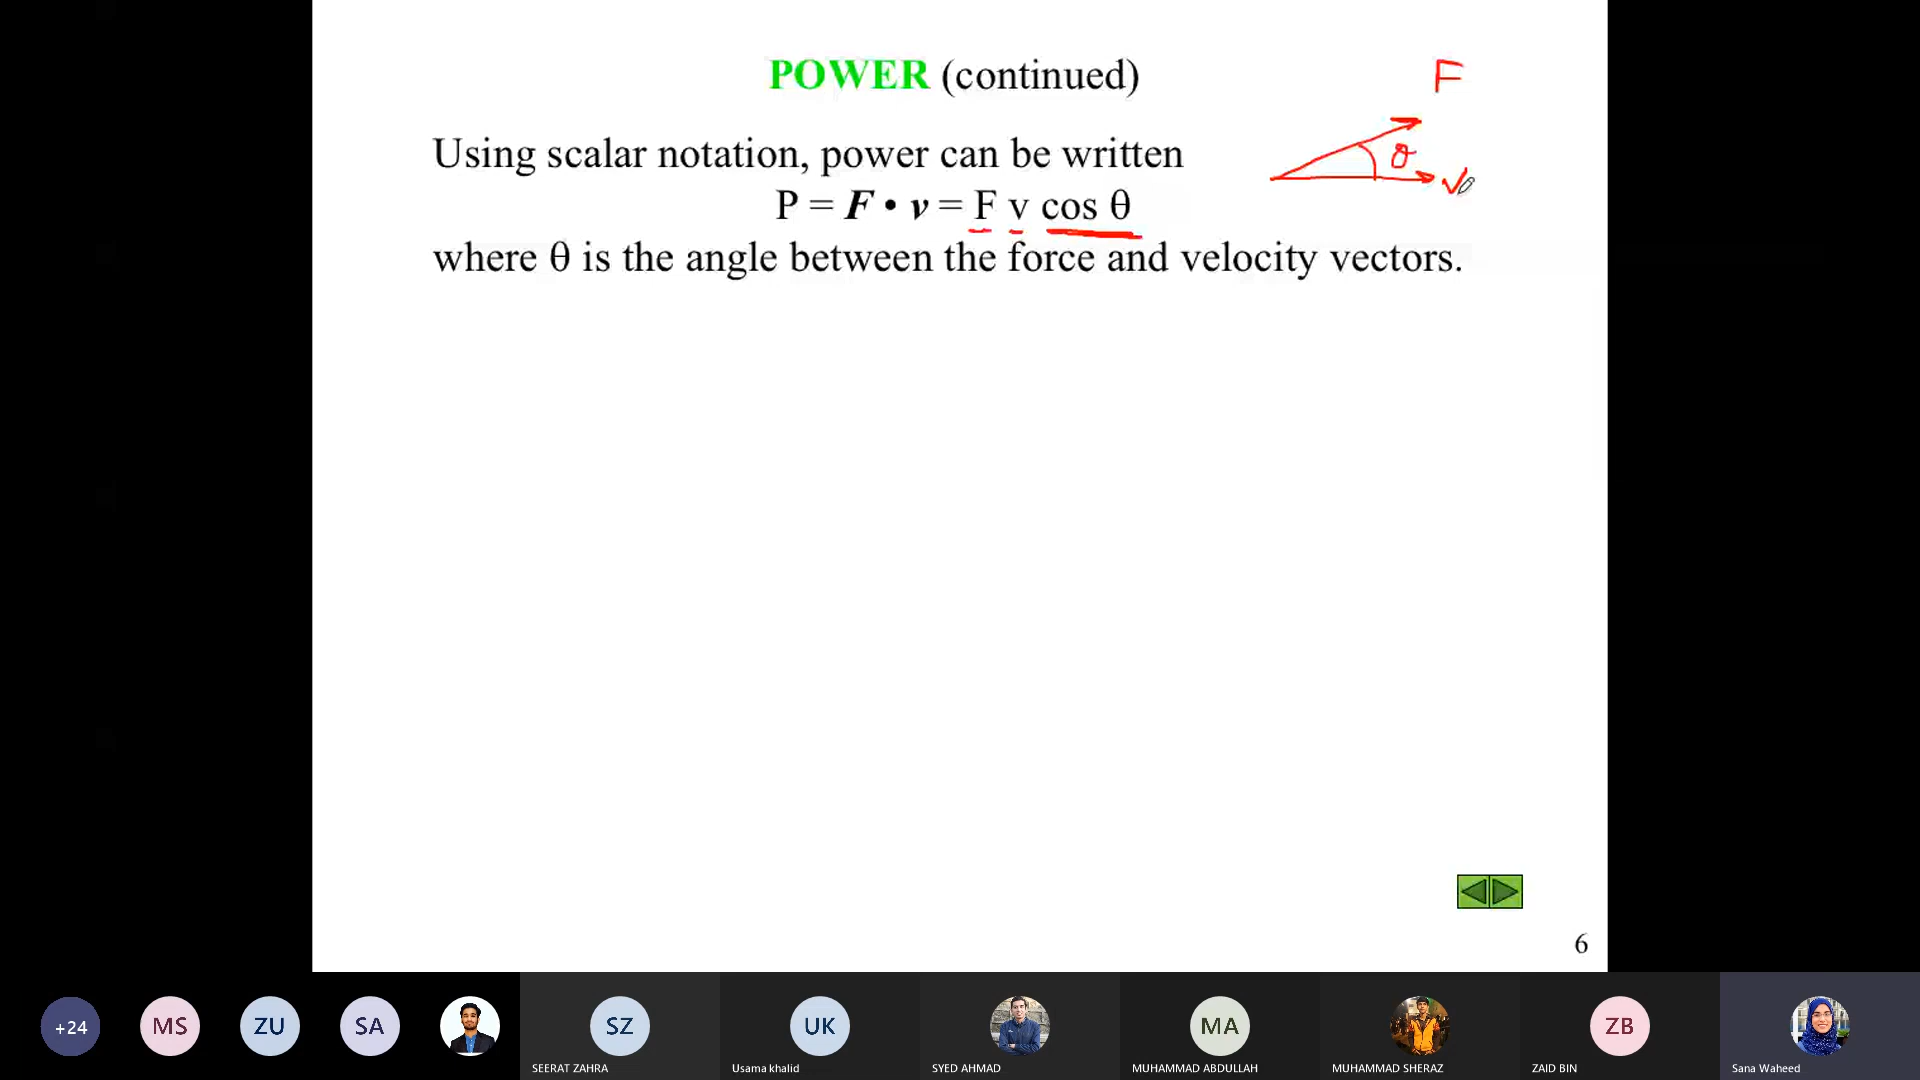 POWER (continued)
F
Using scalar notation, power can be written
θ
v
P = F • v = F v cos θ
where θ is the angle between the force and velocity vectors.
6
+24
MS
ZU
SA
SZ
UK
MA
ZB
SEERAT ZAHRA
Usama khalid
SYED AHMAD
MUHAMMAD ABDULLAH
MUHAMMAD SHERAZ
ZAID BIN
Sana Waheed